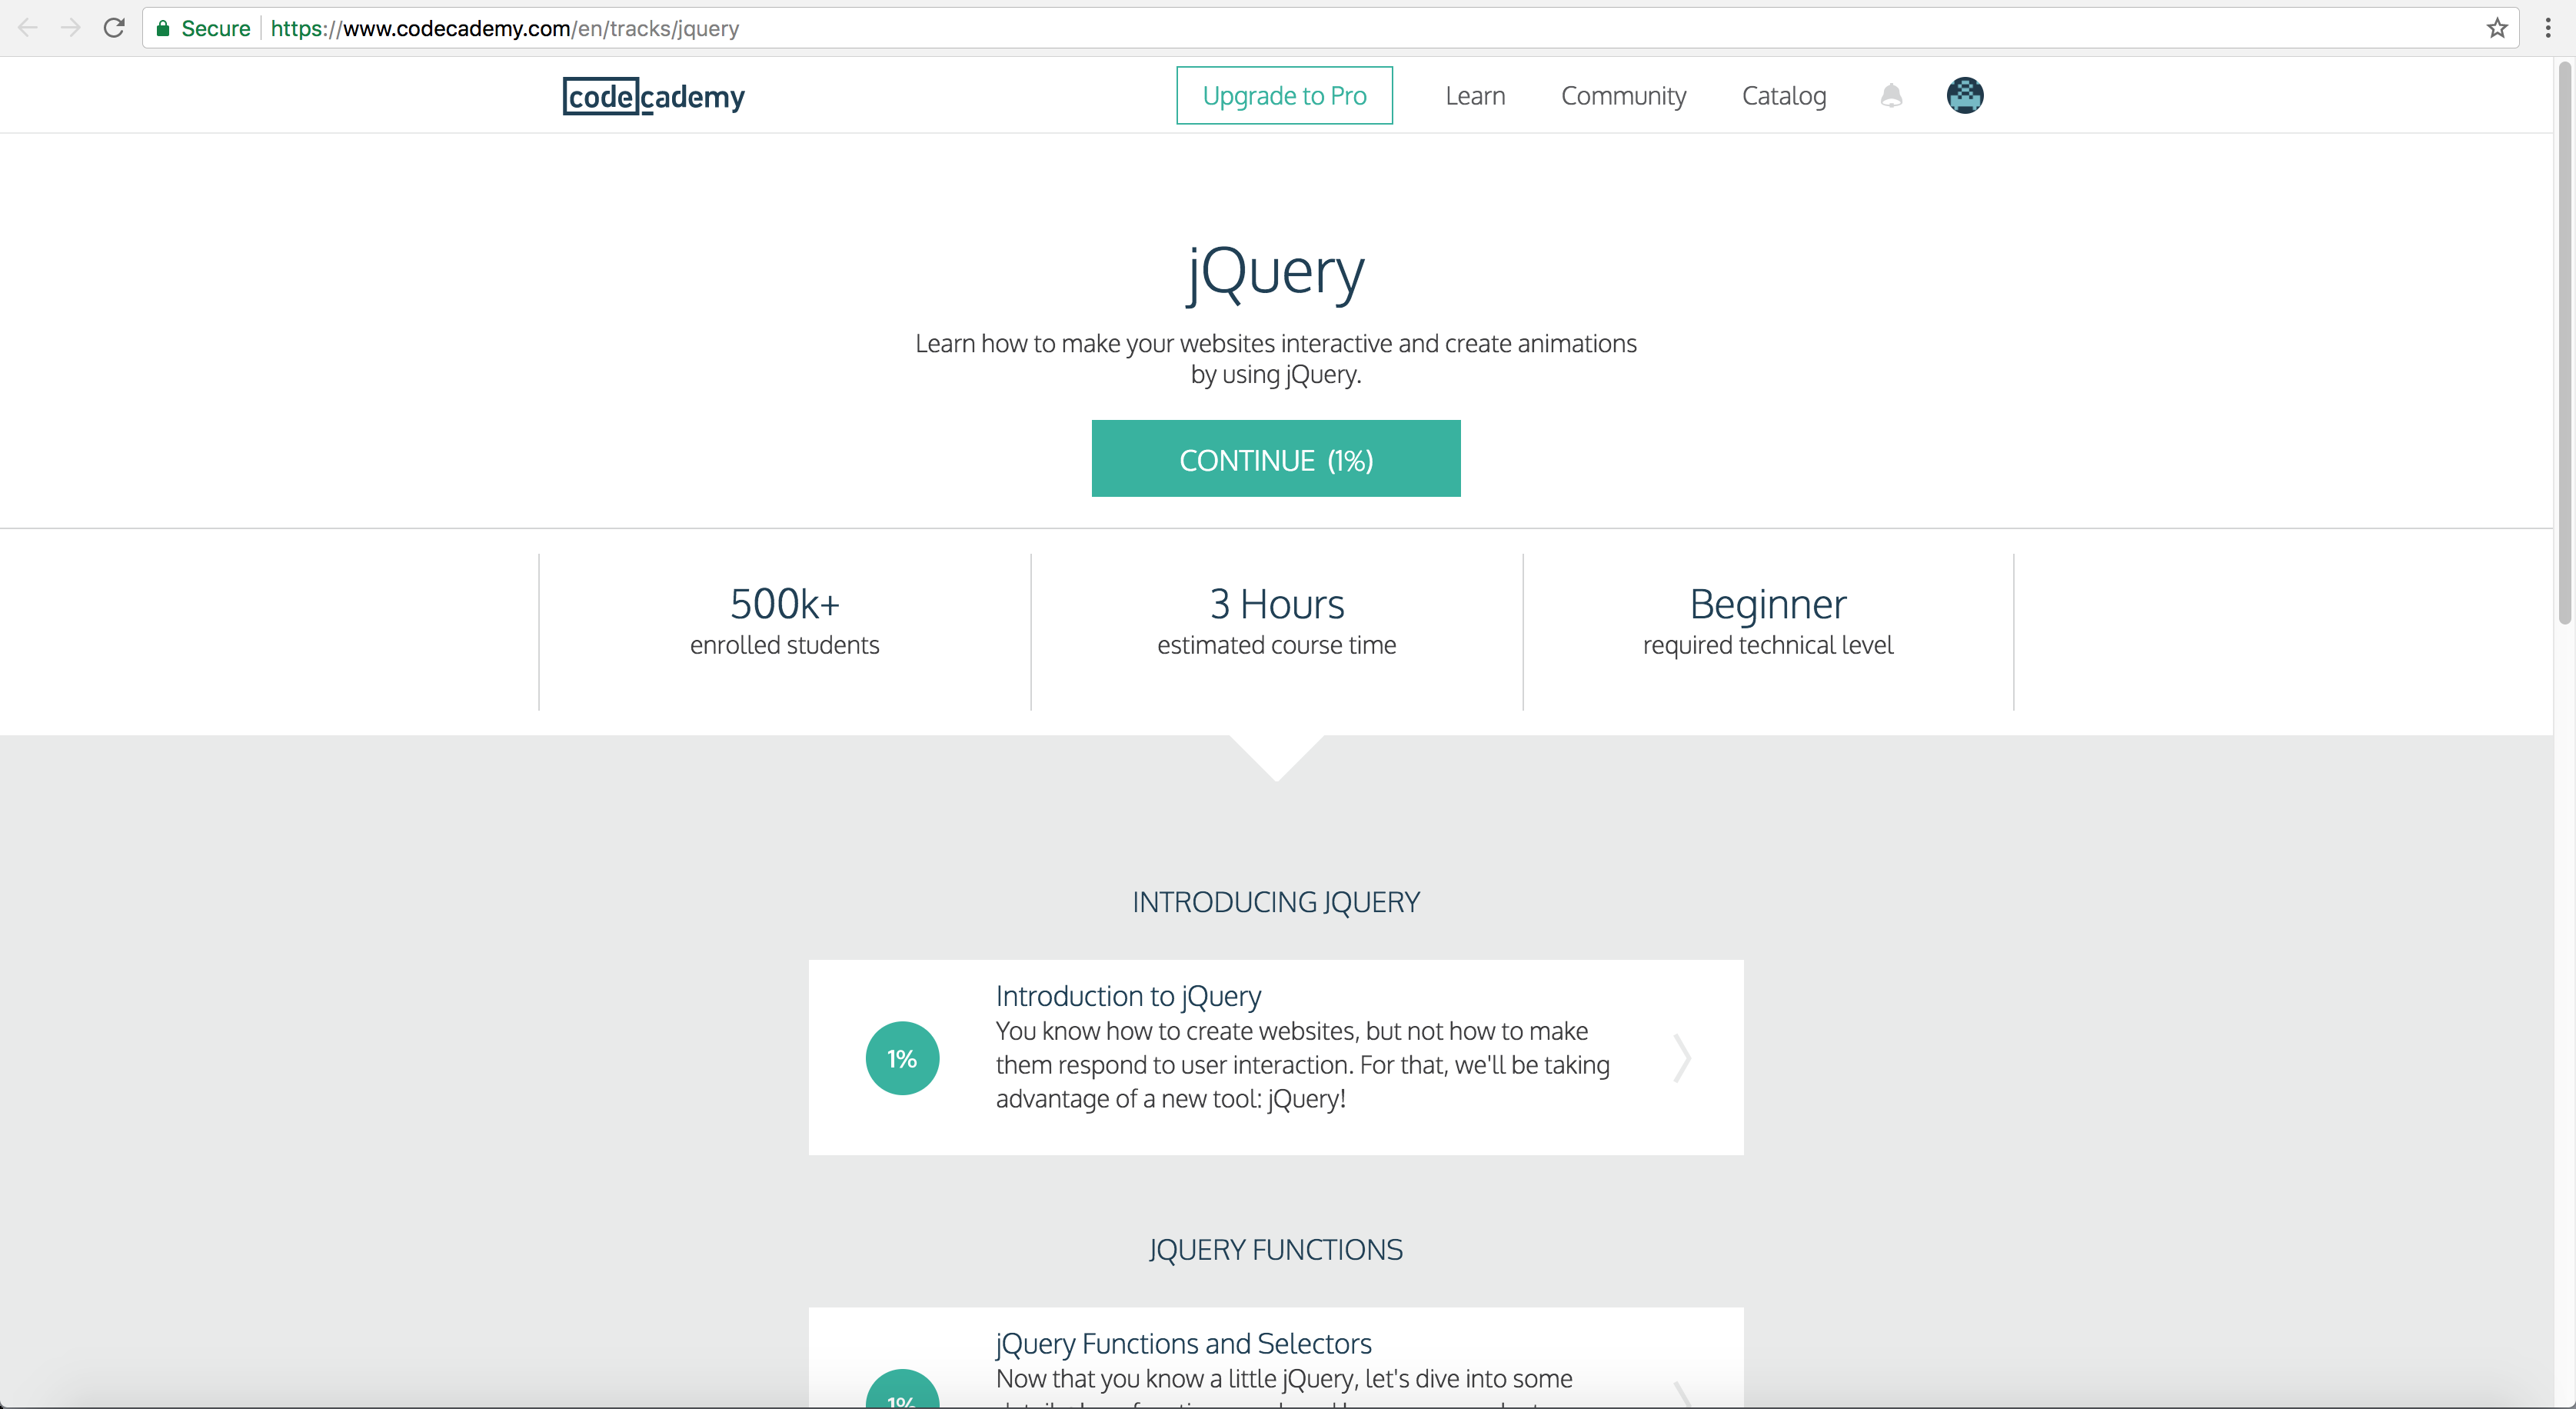 Secure https://www.codecademy.com/en/tracks/jquery
codecademy
Upgrade to Pro Learn Community Catalog
jQuery
Learn how to make your websites interactive and create animations
by using jQuery.
CONTINUE (1%)
500k+
enrolled students
3 Hours
estimated course time
Beginner
required technical level
INTRODUCING JQUERY
Introduction to jQuery
You know how to create websites, but not how to make
them respond to user interaction. For that, we'll be taking
advantage of a new tool: jQuery!
1%
JQUERY FUNCTIONS
jQuery Functions and Selectors
Now that you know a little jQuery, let's dive into some
1%